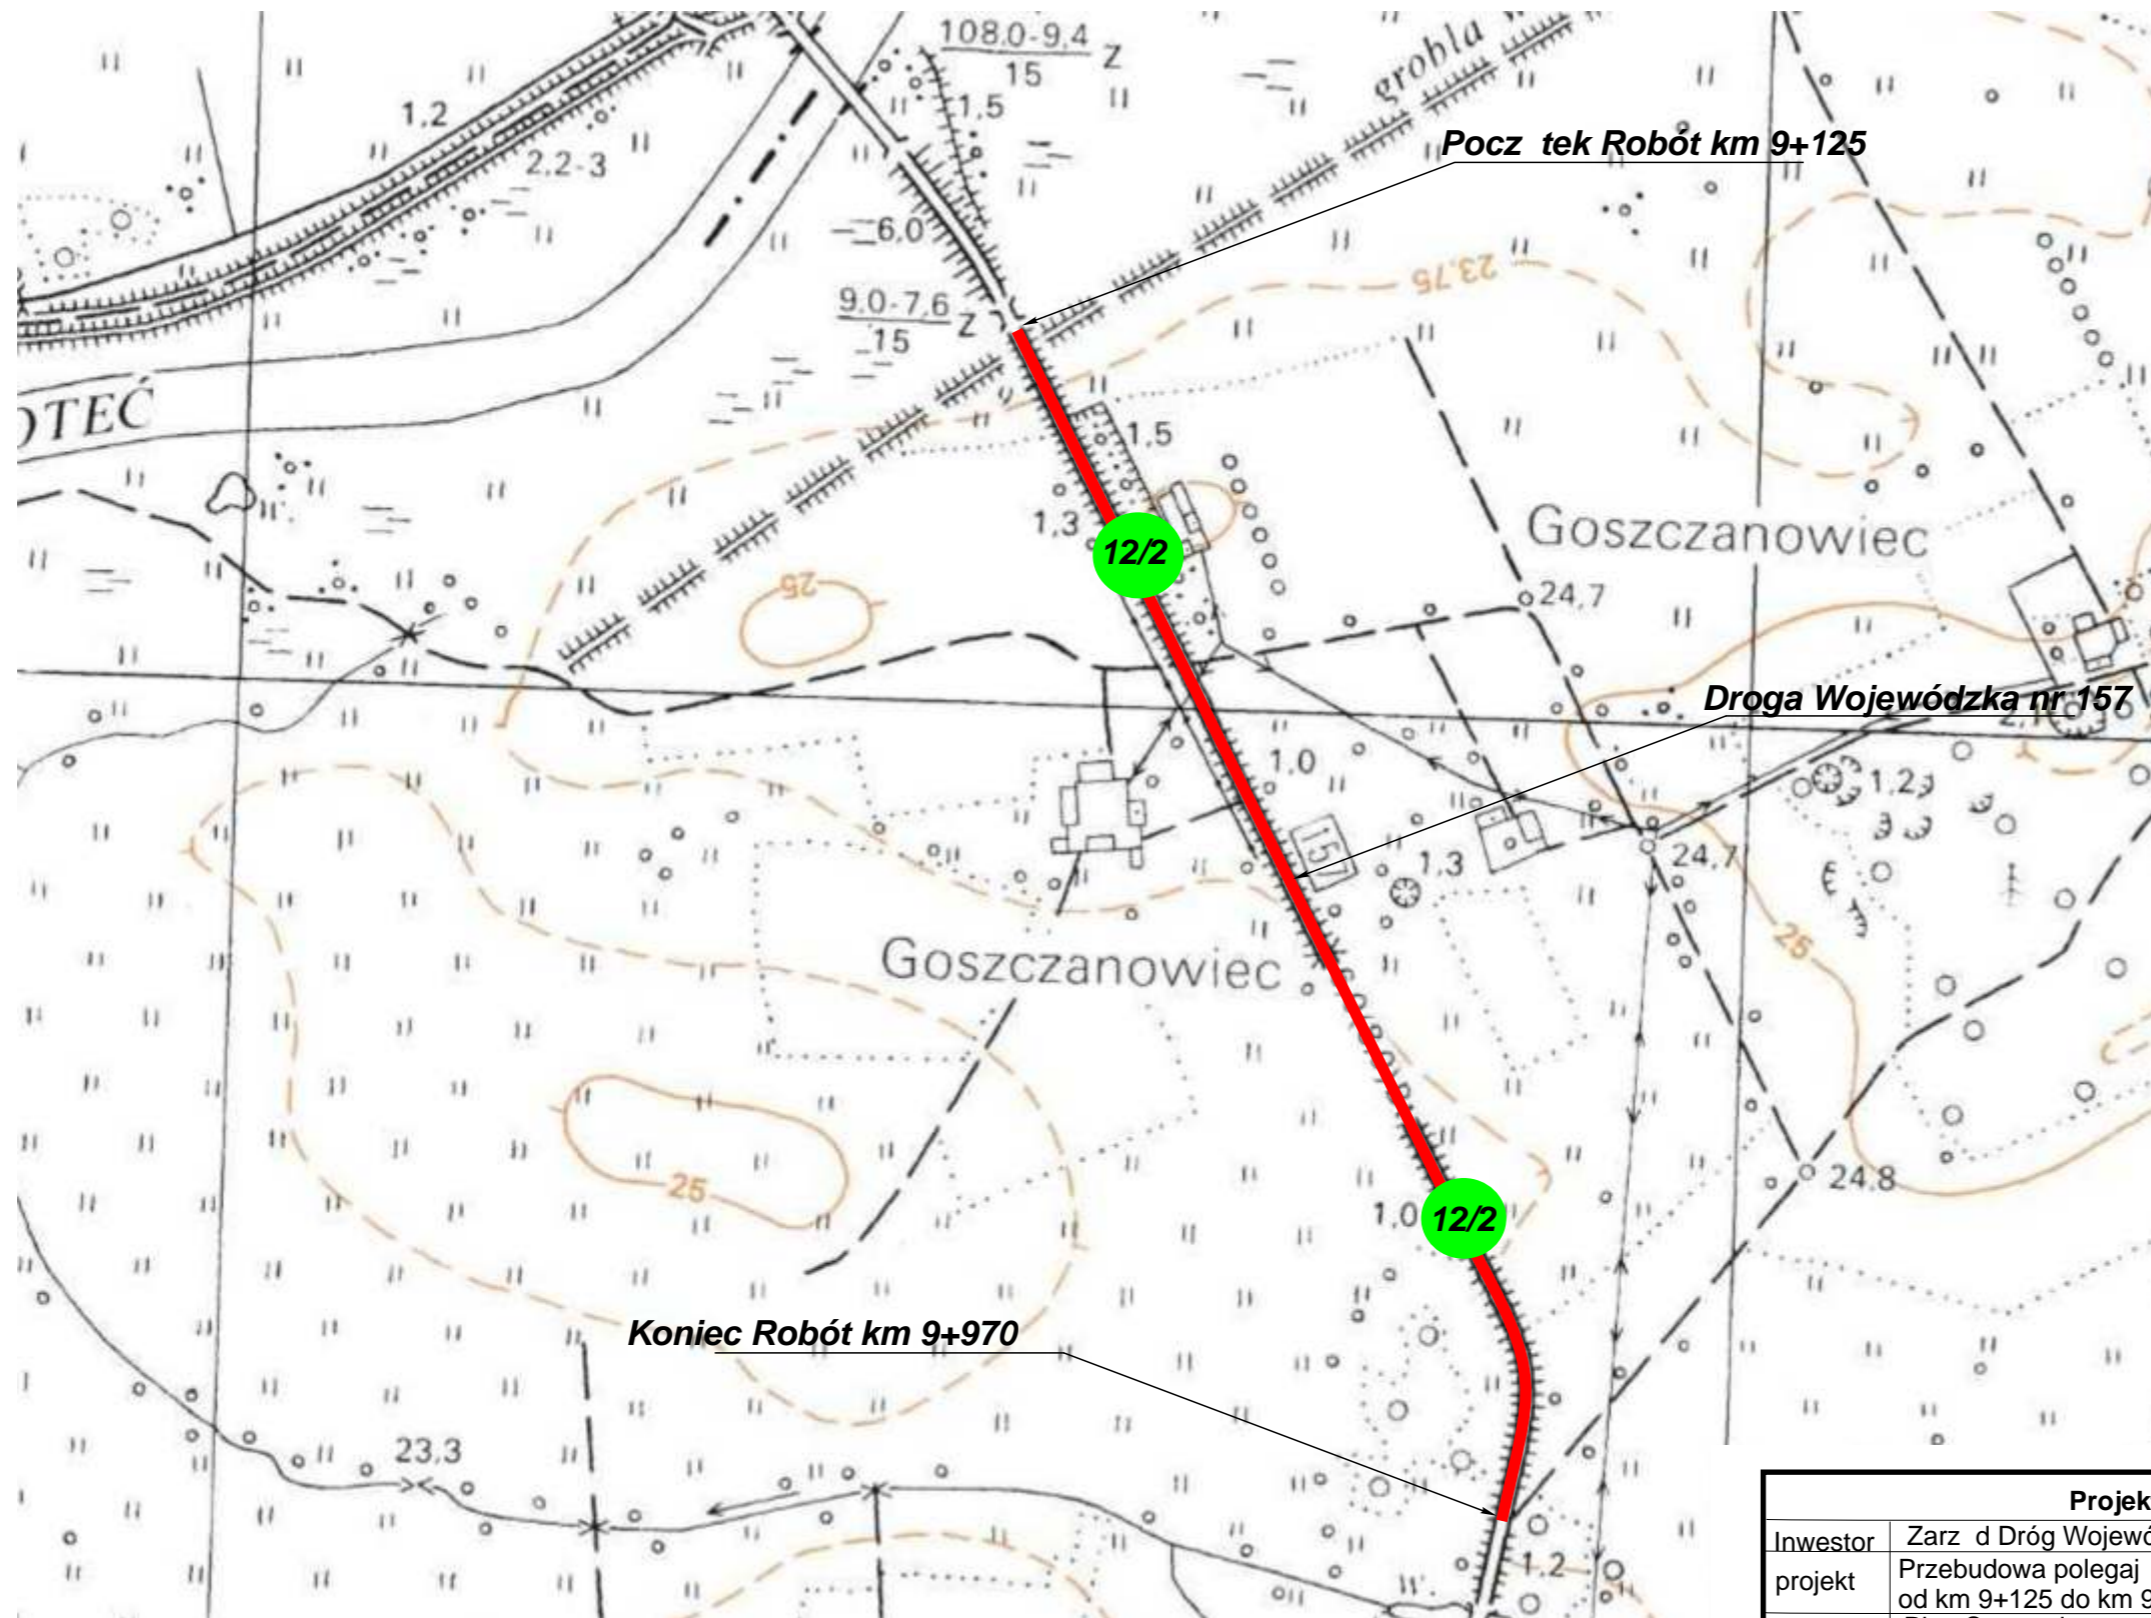 108,0-9,4
15
Z
grobla
1,2
1,5
Pocz tek Robót km 9+125
2,2-3
6,0
23,75
9,0-7,6
15
Z
OTEĆ
1,5
1,3
12/2
Goszczanowiec
25
24,7
Droga Wojewódzka nr 157
1,0
1,2
157
1,3
24,7
25
Goszczanowiec
25
24,8
1,0
12/2
Koniec Robót km 9+970
23,3
1,2
Projek
Inwestor Zarz d Dróg Wojewó
projekt Przebudowa polegaj
od km 9+125 do km 9